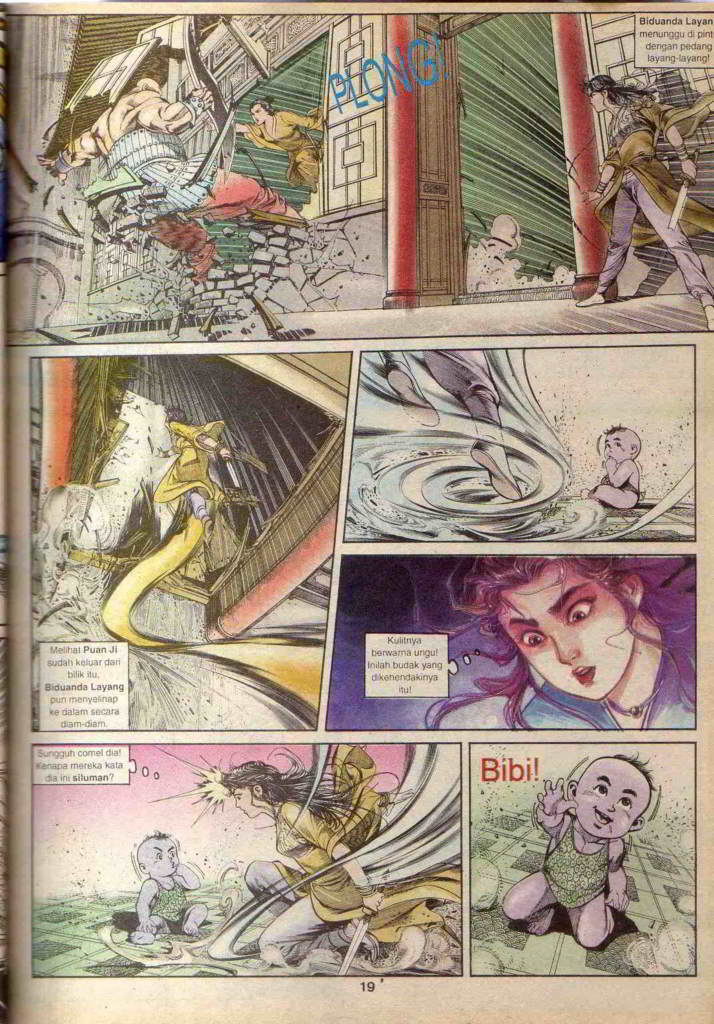 Biduanda Layang
menunggu di pintu
dengan pedang
layang-layang!
PLONG!
Melihat Puan Ji
sudah keluar dari
bilik itu,
Biduanda Layang
pun menyelinap
ke dalam secara
diam-diam.
Kulitnya
berwarna ungu!
Inilah budak yang
dikehendakinya
itu!
Sungguh comel dia!
Kenapa mereka kata
dia ini siluman?
Bibi!
19